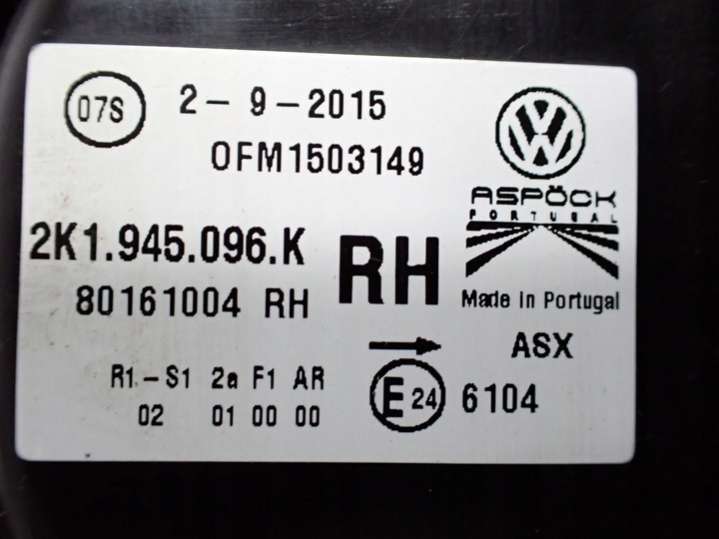 07S 2-9-2015
OFM1503149
2K1.945.096.K RH
80161004 RH
ASPÖCK
PORTUGAL
Made in Portugal
ASX
R1-S1 2a F1 AR
02 01 00 00
E 24 6104